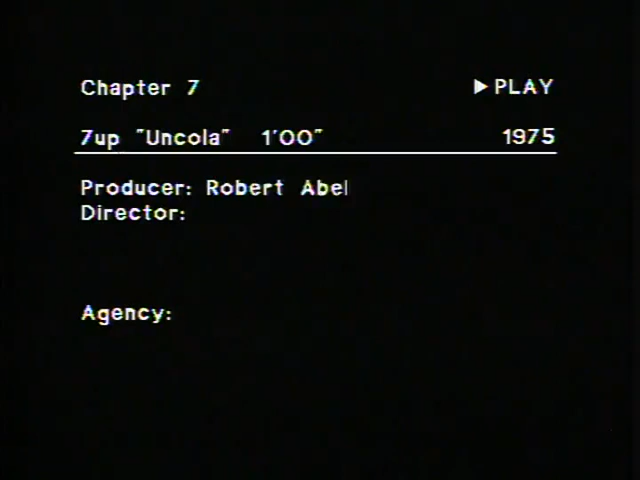 Chapter 7 ▶PLAY
7up "Uncola" 1'00" 1975
Producer: Robert Abel
Director:
Agency: